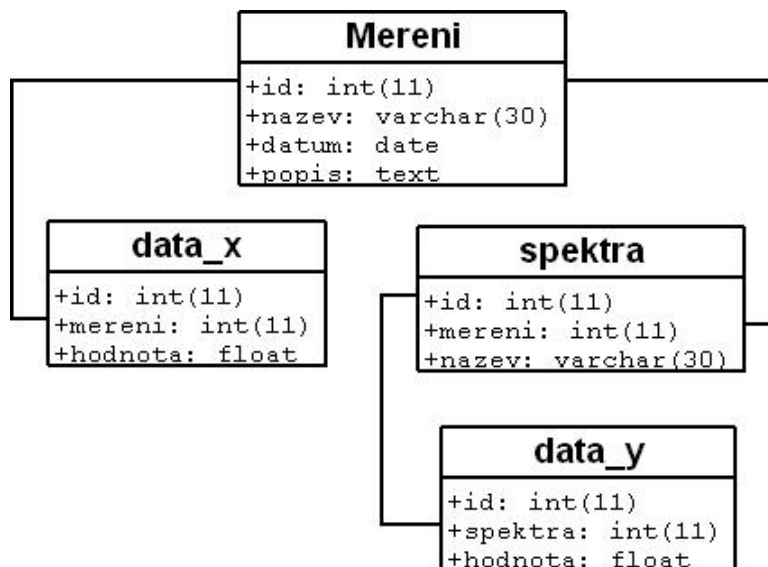 Mereni
+id: int(11)
+nazev: varchar(30)
+datum: date
+popis: text
data_x
+id: int(11)
+mereni: int(11)
+hodnota: float
spektra
+id: int(11)
+mereni: int(11)
+nazev: varchar(30)
data_y
+id: int(11)
+spektra: int(11)
+hodnota: float